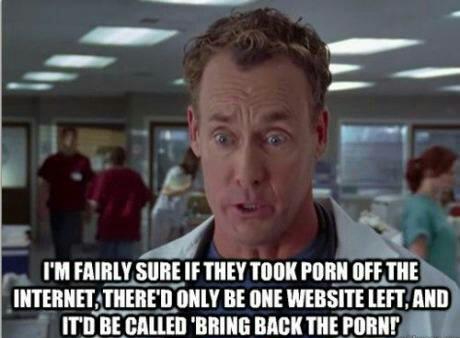 I'M FAIRLY SURE IF THEY TOOK PORN OFF THE
INTERNET, THERE'D ONLY BE ONE WEBSITE LEFT, AND
IT'D BE CALLED 'BRING BACK THE PORN!'